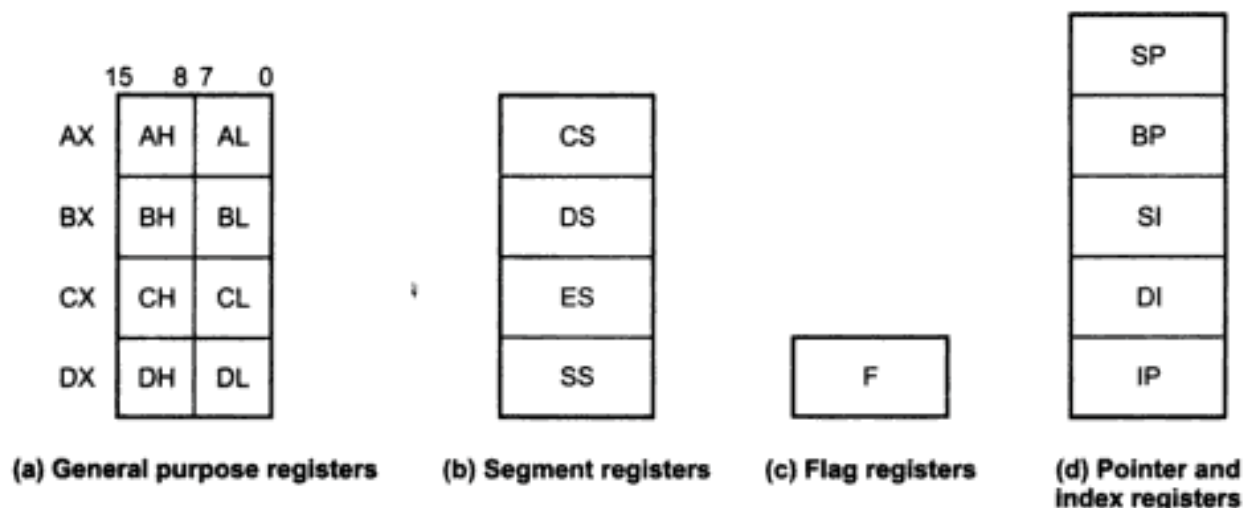 15 8 7 0
AX AH AL
BX BH BL
CX CH CL
DX DH DL
(a) General purpose registers
CS
DS
ES
SS
(b) Segment registers
F
(c) Flag registers
SP
BP
SI
DI
IP
(d) Pointer and
index registers